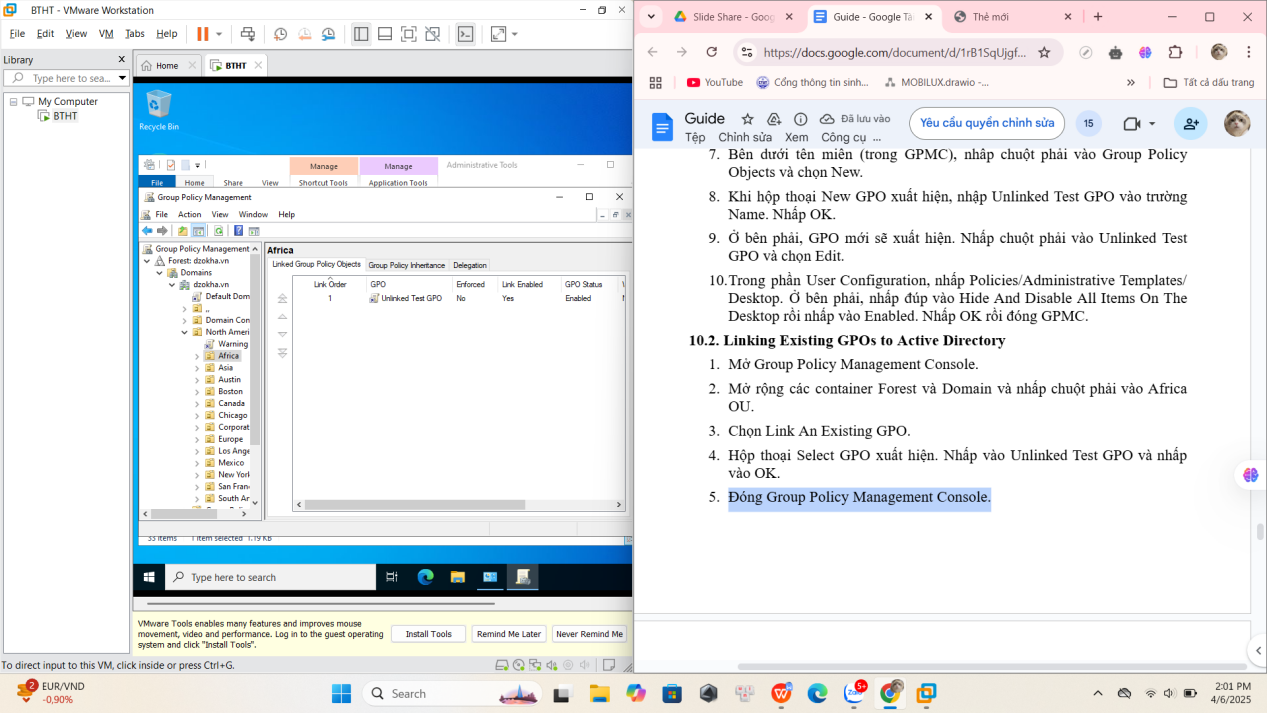 BTHT - VMware Workstation
File Edit View VM Tabs Help
Library
Type here to sea...
My Computer
BTHT
Home
BTHT
Recycle Bin
Manage
Manage
Administrative Tools
File
Home
Share
View
Shortcut Tools
Application Tools
Group Policy Management
File Action View Window Help
Group Policy Management
Forest: dzokha.vn
Domains
dzokha.vn
Default Dom
Domain Con
North Ameri
Warning
Africa
Asia
Austin
Boston
Canada
Chicago
Corporat
Europe
Los Ange
Mexico
New York
San Fran
South Am
Africa
Linked Group Policy Objects
Group Policy Inheritance
Delegation
Link Order
GPO
Enforced
Link Enabled
GPO Status
1
Unlinked Test GPO
No
Yes
Enabled
33 items
1 item selected 1.19 KB
Type here to search
VMware Tools enables many features and improves mouse
movement, video and performance. Log in to the guest operating
system and click "Install Tools".
Install Tools
Remind Me Later
Never Remind Me
To direct input to this VM, click inside or press Ctrl+G.
Slide Share - Goog
Guide - Google Tà
Thẻ mới
https://docs.google.com/document/d/1rB1SqUjgf...
YouTube
Cổng thông tin sinh...
MOBILUX.drawio -...
Tất cả dấu trang
Guide
Đã lưu vào
Tệp Chỉnh sửa Xem Công cụ ...
Yêu cầu quyền chỉnh sửa
15
7. Bên dưới tên miền (trong GPMC), nhấp chuột phải vào Group Policy
Objects và chọn New.
8. Khi hộp thoại New GPO xuất hiện, nhập Unlinked Test GPO vào trường
Name. Nhấp OK.
9. Ở bên phải, GPO mới sẽ xuất hiện. Nhấp chuột phải vào Unlinked Test
GPO và chọn Edit.
10. Trong phần User Configuration, nhấp Policies/Administrative Templates/
Desktop. Ở bên phải, nhấp đúp vào Hide And Disable All Items On The
Desktop rồi nhấp vào Enabled. Nhấp OK rồi đóng GPMC.
10.2. Linking Existing GPOs to Active Directory
1. Mở Group Policy Management Console.
2. Mở rộng các container Forest và Domain và nhấp chuột phải vào Africa
OU.
3. Chọn Link An Existing GPO.
4. Hộp thoại Select GPO xuất hiện. Nhấp vào Unlinked Test GPO và nhấp
vào OK.
5. Đóng Group Policy Management Console.
2
EUR/VND
-0,90%
Search
Zalo
5+
2:01 PM
4/6/2025